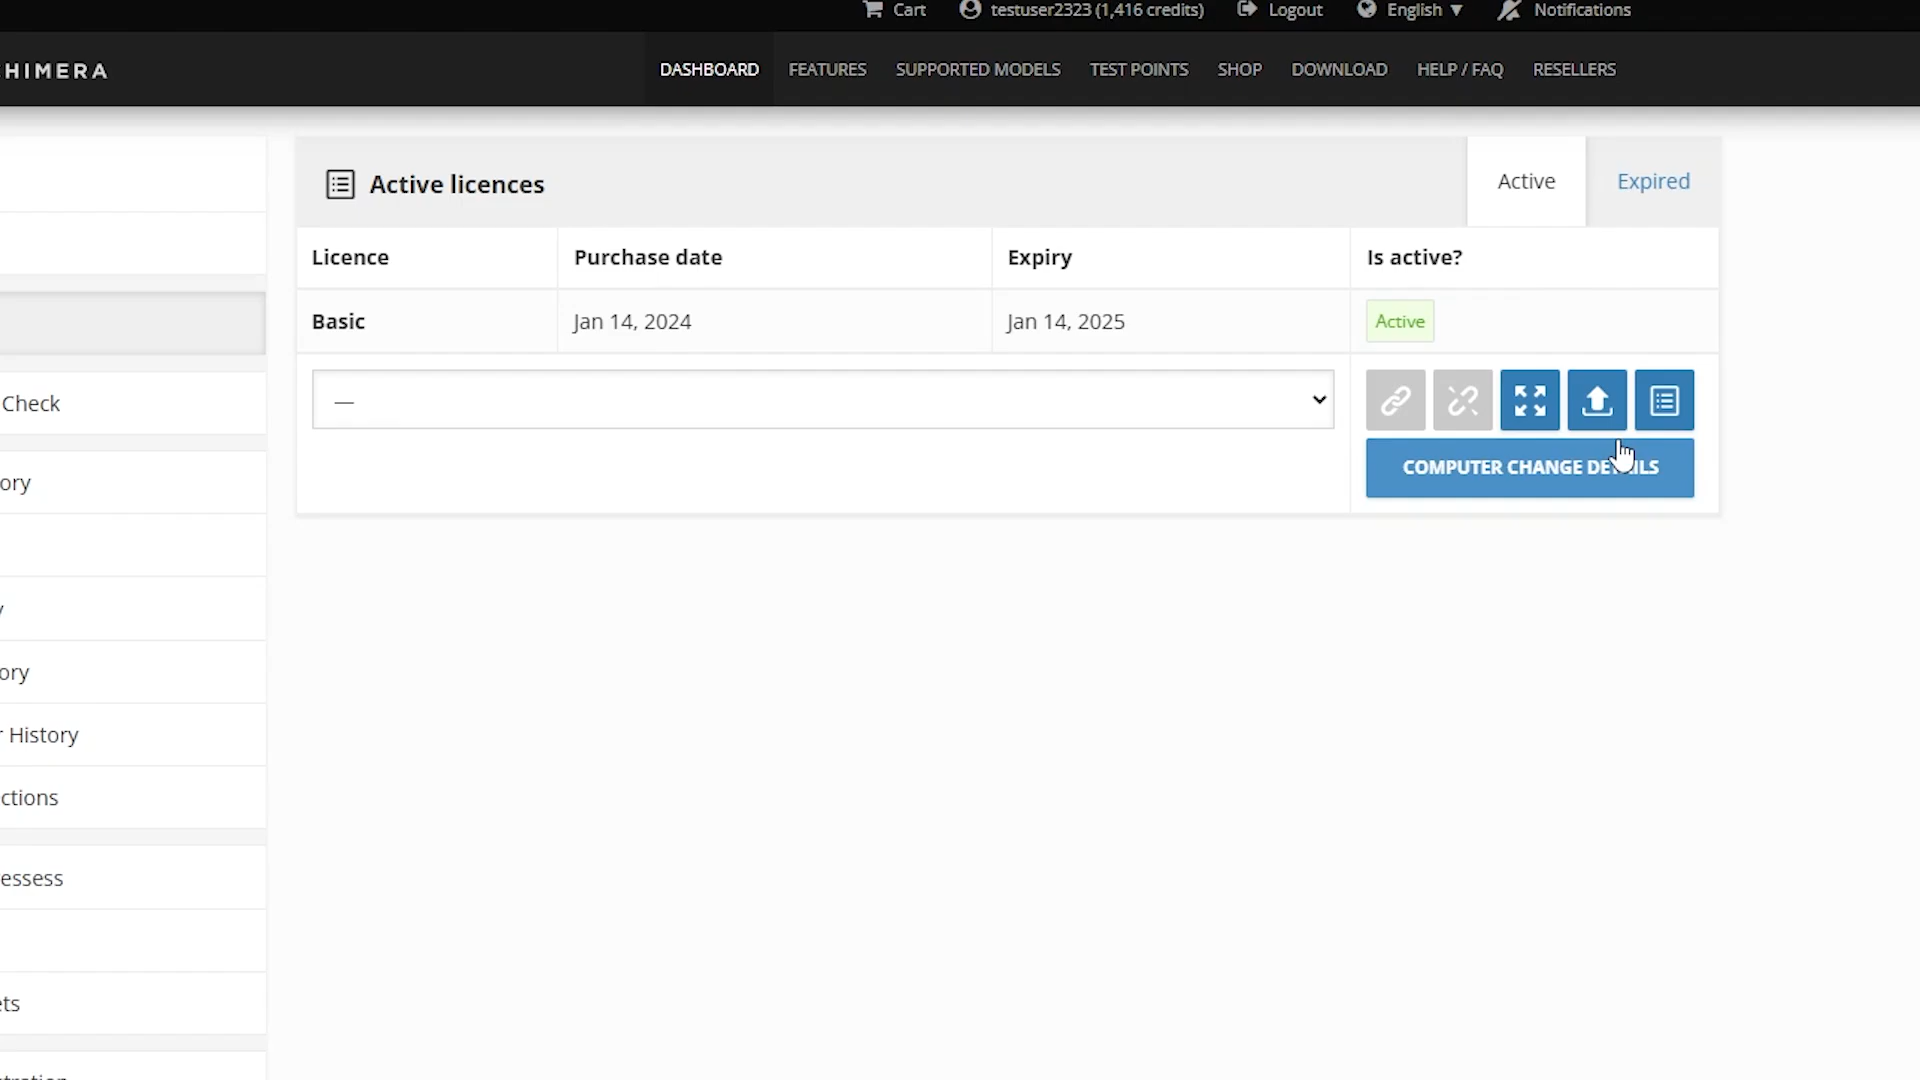 Cart testuser2323 (1,416 credits) Logout English ▼ Notifications
HIMERA DASHBOARD FEATURES SUPPORTED MODELS TEST POINTS SHOP DOWNLOAD HELP / FAQ RESELLERS
Active licences Active Expired
Licence Purchase date Expiry Is active?
Basic Jan 14, 2024 Jan 14, 2025 Active
Check
—
ory
COMPUTER CHANGE DETAILS
y
ory
r History
ctions
essess
ets